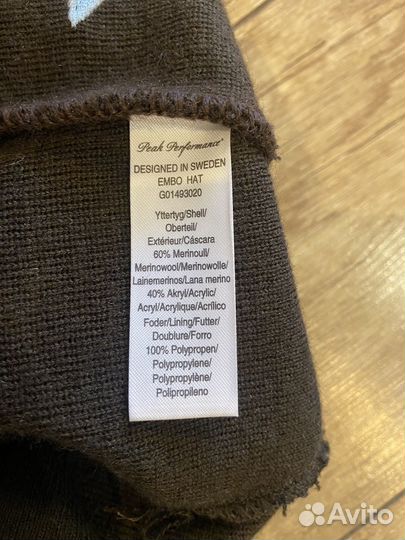 Peak Performance®
DESIGNED IN SWEDEN
EMBO HAT
G01493020
Yttertyg/Shell/
Oberteil/
Extérieur/Cáscara
60% Merinoull/
Merinowool/Merinowolle/
Lainemerinos/Lana merino
40% Akryl/Acrylic/
Acryl/Acrylique/Acrílico
Foder/Lining/Futter/
Doublure/Forro
100% Polypropen/
Polypropylene/
Polypropylène/
Polipropileno
Avito